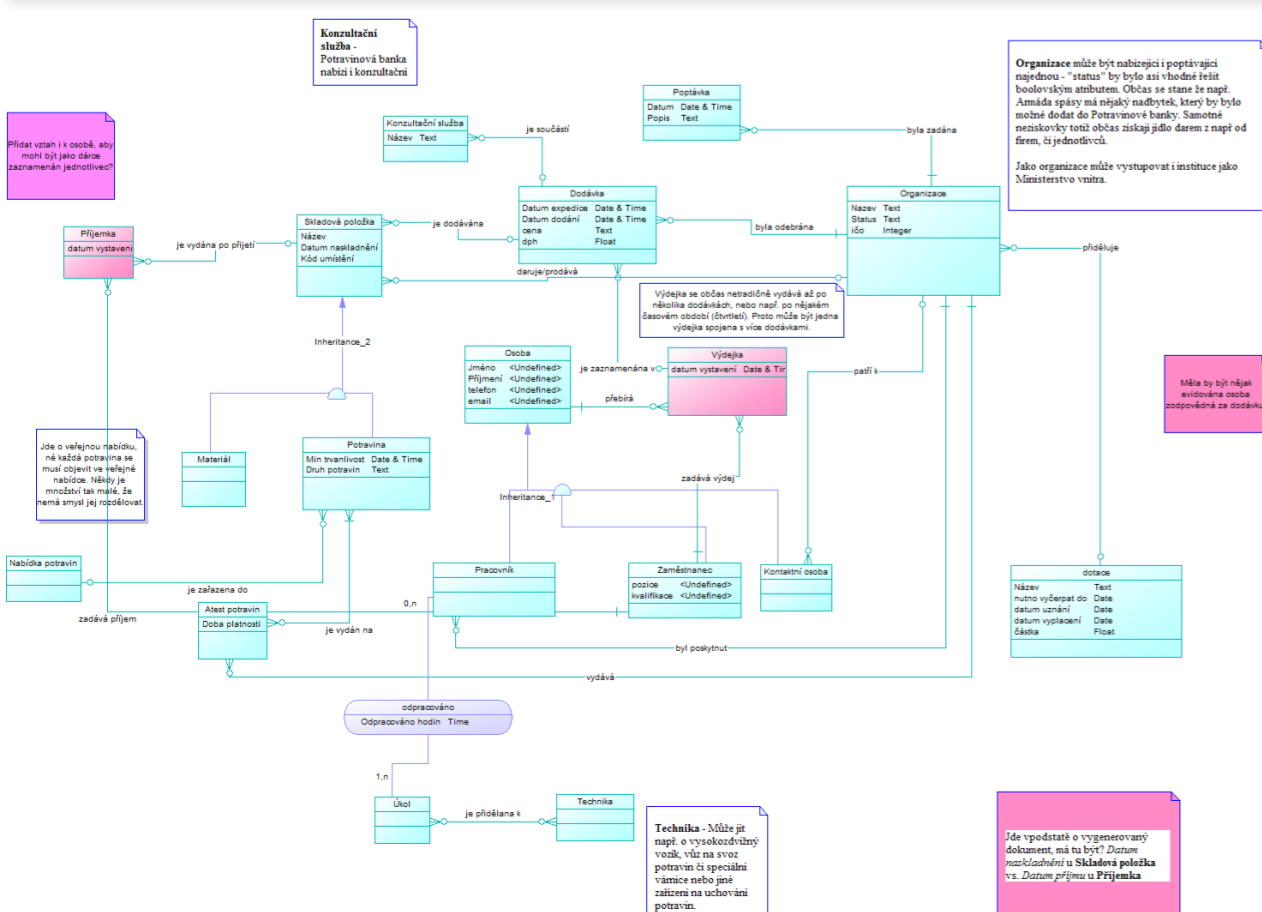 Konzultační
služba -
Potravinová banka
nabízí i konzultační
Organizace může být nabízející i poptávající
najednou - "status" by bylo asi vhodné řešit
boolovským atributem. Občas se stane že např.
Armáda spásy má nějaký nadbytek, který by bylo
možné dodat do Potravinové banky. Samotné
neziskovky totiž občas získají jídlo darem z např od
firem, či jednotlivců.
Jako organizace může vystupovat i instituce jako
Ministerstvo vnitra.
Přidat vztah i k osobě, aby
mohl být jako dárce
zaznamenán jednotlivec?
Poptávka
Datum Date & Time
Popis Text
Konzultační služba
Název Text
je součástí
byla zadána
Dodávka
Datum expedice Date & Time
Datum dodání Date & Time
cena Text
dph Float
Organizace
Nazev Text
Status Text
ičo Integer
Skladová položka
Název
Datum naskladnění
Kód umístění
je dodávána
byla odebrána
přiděluje
Příjemka
datum vystavení
je vydána po přijetí
daruje/prodává
Výdejka se občas netradičně vydává až po
několika dodávkách, nebo např. po nějakém
časovém období (čtvrtletí). Proto může být jedna
výdejka spojena s více dodávkami.
Inheritance_2
Osoba
Jméno <Undefined>
Příjmení <Undefined>
telefon <Undefined>
email <Undefined>
je zaznamenána v
Výdejka
datum vystavení Date & Tir
patří k
přebírá
Měla by být nějak
evidována osoba
zodpovědná za dodávku
Jde o veřejnou nabídku,
né každá potravina se
musí objevit ve veřejné
nabídce. Někdy je
množství tak malé, že
nemá smysl jej rozdělovat.
Materiál
Potravina
Min trvanlivost Date & Time
Druh potravin Text
zadává výdej
Inheritance_1
Nabídka potravin
je zařazena do
Pracovník
Zaměstnanec
pozice <Undefined>
kvalifikace <Undefined>
Kontaktní osoba
dotace
Název Text
nutno vyčerpat do Date
datum uznání Date
datum vyplacení Date
částka Float
zadává příjem
Atest potravin
Doba platnosti
je vydán na
0,n
byl poskytnut
vydává
odpracováno
Odpracováno hodin Time
1,n
Úkol
je přidělana k
Technika
Technika - Může jít
např. o vysokozdvižný
vozík, vůz na svoz
potravin či speciální
várnice nebo jiné
zařízení na uchování
potravin.
Jde vpodstatě o vygenerovaný
dokument, má tu být? Datum
naskladnění u Skladová položka
vs. Datum příjmu u Příjemka